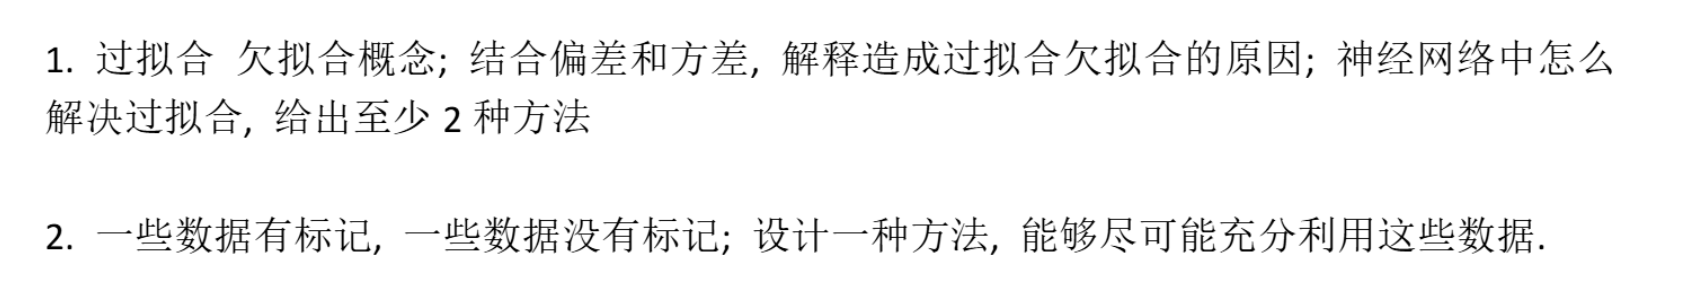 1. 过拟合 欠拟合概念; 结合偏差和方差, 解释造成过拟合欠拟合的原因; 神经网络中怎么
解决过拟合, 给出至少 2 种方法
2. 一些数据有标记, 一些数据没有标记; 设计一种方法, 能够尽可能充分利用这些数据.